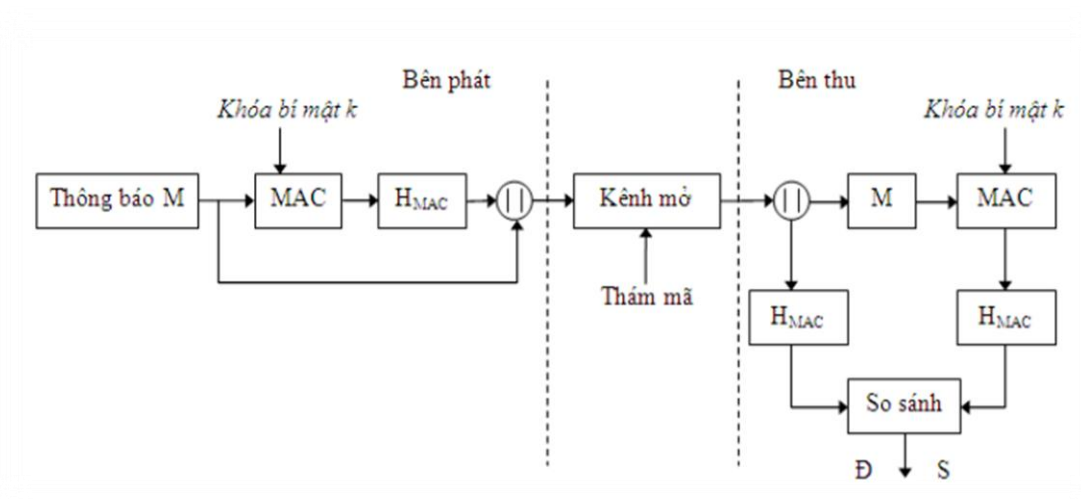 Bên phát
Bên thu
Khóa bí mật k
Khóa bí mật k
Thông báo M
MAC
HMAC
||
Kênh mở
||
M
MAC
Thám mã
HMAC
HMAC
So sánh
Đ
S